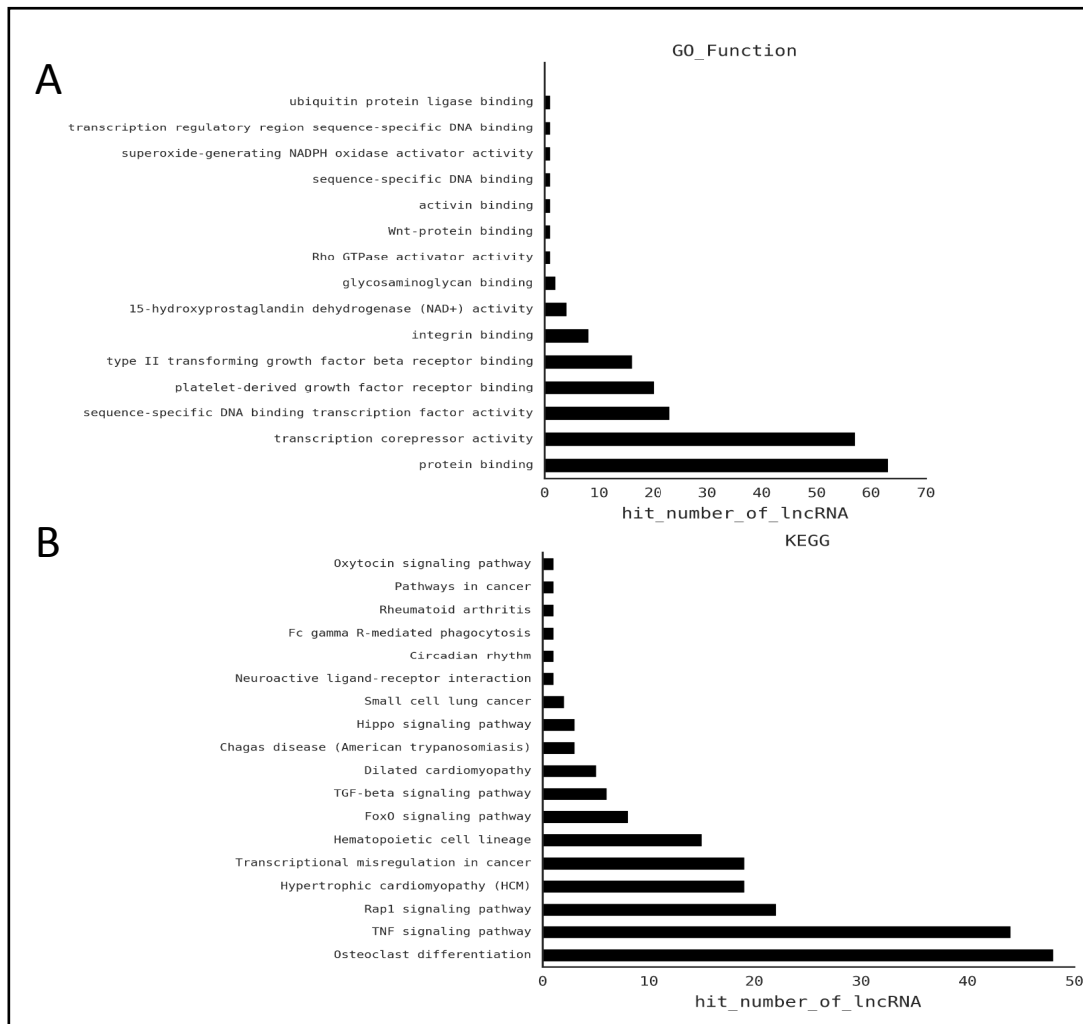 A
GO_Function
ubiquitin protein ligase binding
transcription regulatory region sequence-specific DNA binding
superoxide-generating NADPH oxidase activator activity
sequence-specific DNA binding
activin binding
Wnt-protein binding
Rho GTPase activator activity
glycosaminoglycan binding
15-hydroxyprostaglandin dehydrogenase (NAD+) activity
integrin binding
type II transforming growth factor beta receptor binding
platelet-derived growth factor receptor binding
sequence-specific DNA binding transcription factor activity
transcription corepressor activity
protein binding
0 10 20 30 40 50 60 70
hit_number_of_lncRNA
B
KEGG
Oxytocin signaling pathway
Pathways in cancer
Rheumatoid arthritis
Fc gamma R-mediated phagocytosis
Circadian rhythm
Neuroactive ligand-receptor interaction
Small cell lung cancer
Hippo signaling pathway
Chagas disease (American trypanosomiasis)
Dilated cardiomyopathy
TGF-beta signaling pathway
FoxO signaling pathway
Hematopoietic cell lineage
Transcriptional misregulation in cancer
Hypertrophic cardiomyopathy (HCM)
Rap1 signaling pathway
TNF signaling pathway
Osteoclast differentiation
0 10 20 30 40 50
hit_number_of_lncRNA